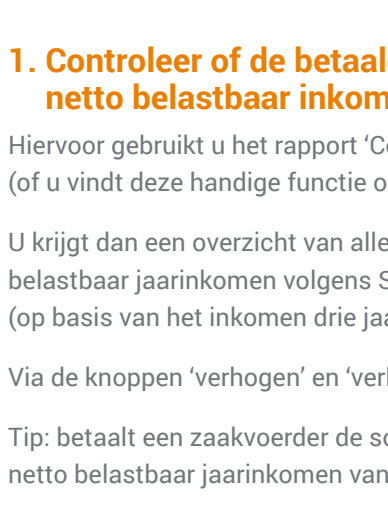 1. Controleer of de betaal
netto belastbaar inkom
Hiervoor gebruikt u het rapport ‘C
(of u vindt deze handige functie o
U krijgt dan een overzicht van alle
belastbaar jaarinkomen volgens S
(op basis van het inkomen drie jaa
Via de knoppen ‘verhogen’ en ‘ver
Tip: betaalt een zaakvoerder de so
netto belastbaar jaarinkomen van